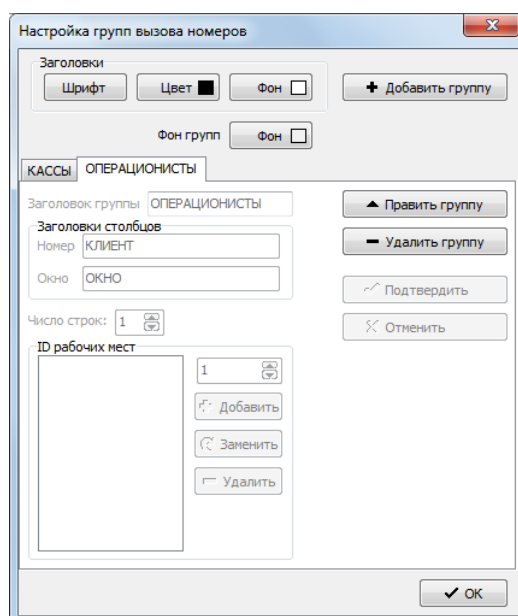 Настройка групп вызова номеров
Заголовки
Шрифт Цвет Фон Добавить группу
Фон групп Фон
КАССЫ ОПЕРАЦИОНИСТЫ
Заголовок группы ОПЕРАЦИОНИСТЫ Править группу
Заголовки столбцов
Номер КЛИЕНТ Удалить группу
Окно ОКНО Подтвердить
Число строк: 1 Отменить
ID рабочих мест
1
Добавить
Заменить
Удалить
OK